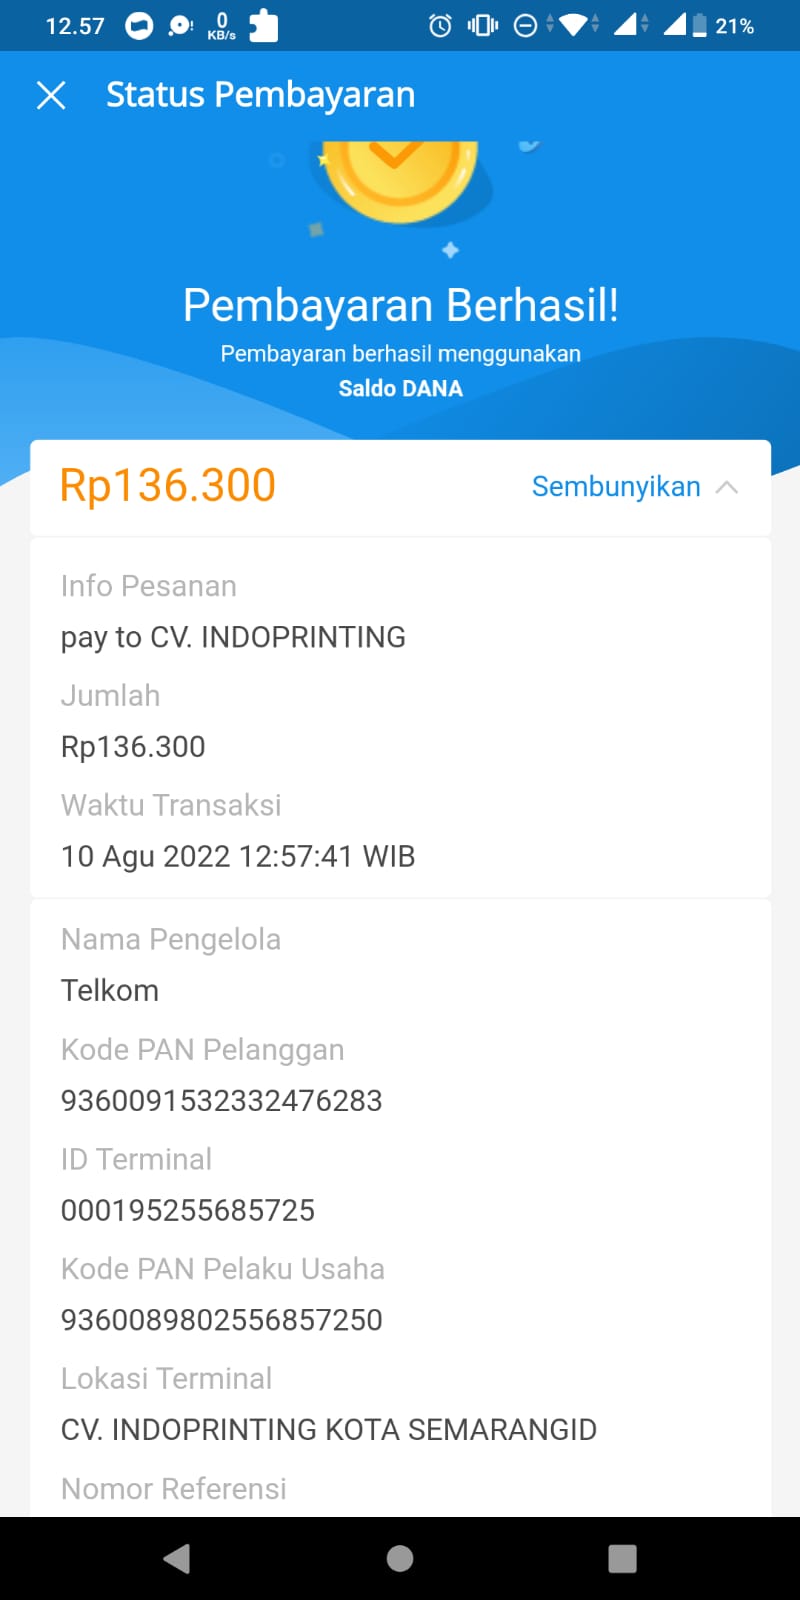 12.57
0
KB/s
21%
Status Pembayaran
Pembayaran Berhasil!
Pembayaran berhasil menggunakan
Saldo DANA
Rp136.300
Sembunyikan
Info Pesanan
pay to CV. INDOPRINTING
Jumlah
Rp136.300
Waktu Transaksi
10 Agu 2022 12:57:41 WIB
Nama Pengelola
Telkom
Kode PAN Pelanggan
9360091532332476283
ID Terminal
000195255685725
Kode PAN Pelaku Usaha
9360089802556857250
Lokasi Terminal
CV. INDOPRINTING KOTA SEMARANGID
Nomor Referensi